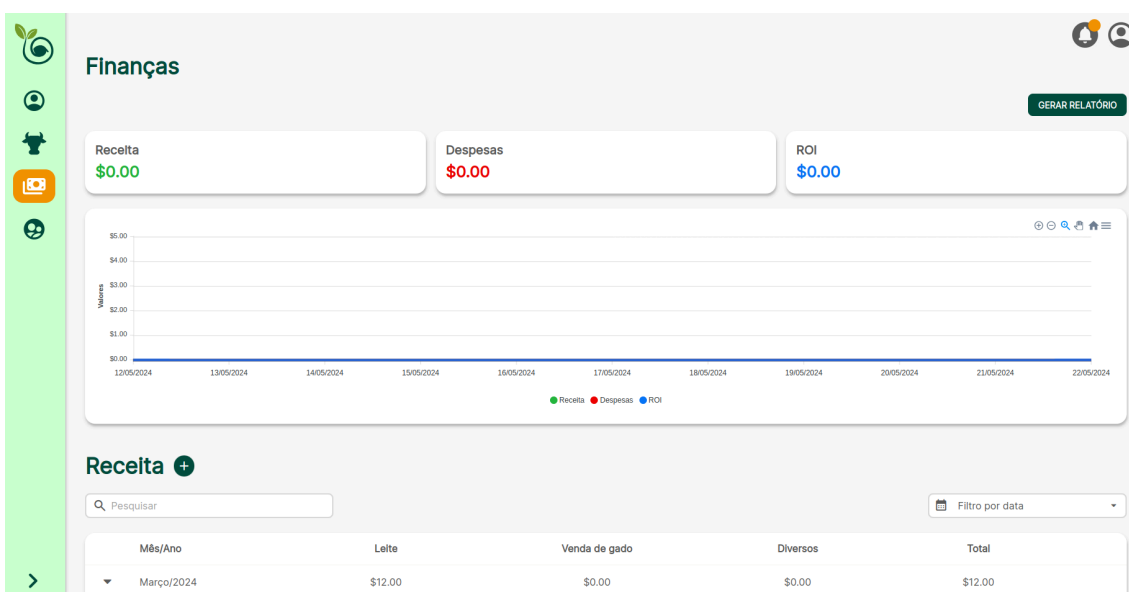 Finanças
GERAR RELATÓRIO
Receita
$0.00
Despesas
$0.00
ROI
$0.00
$5.00
$4.00
$3.00
$2.00
$1.00
$0.00
Valores
12/05/2024 13/05/2024 14/05/2024 15/05/2024 16/05/2024 17/05/2024 18/05/2024 19/05/2024 20/05/2024 21/05/2024 22/05/2024
Receita Despesas ROI
Receita
Pesquisar
Filtro por data
Mês/Ano Leite Venda de gado Diversos Total
Março/2024 $12.00 $0.00 $0.00 $12.00